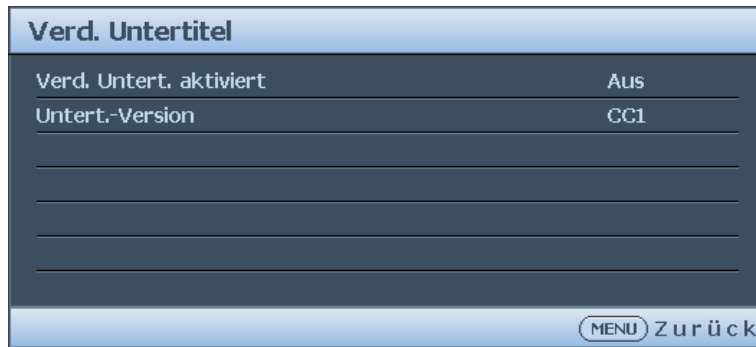 Verd. Untertitel
Verd. Untert. aktiviert Aus
Untert.-Version CC1
MENU Zurück